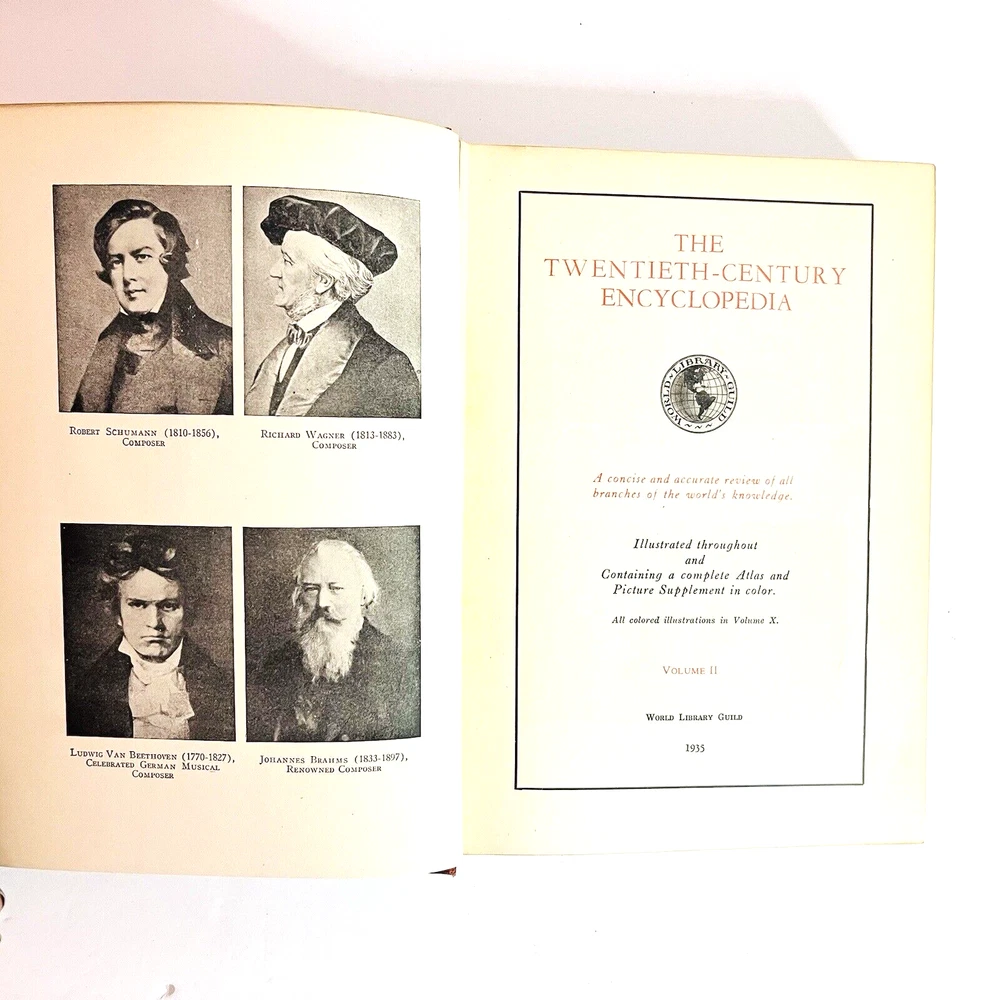 ROBERT SCHUMANN (1810-1856),
COMPOSER
RICHARD WAGNER (1813-1883),
COMPOSER
LUDWIG VAN BEETHOVEN (1770-1827),
CELEBRATED GERMAN MUSICAL
COMPOSER
JOHANNES BRAHMS (1833-1897),
RENOWNED COMPOSER
THE
TWENTIETH-CENTURY
ENCYCLOPEDIA
WORLD LIBRARY GUILD
A concise and accurate review of all
branches of the world's knowledge.
Illustrated throughout
and
Containing a complete Atlas and
Picture Supplement in color.
All colored illustrations in Volume X.
VOLUME II
WORLD LIBRARY GUILD
1935